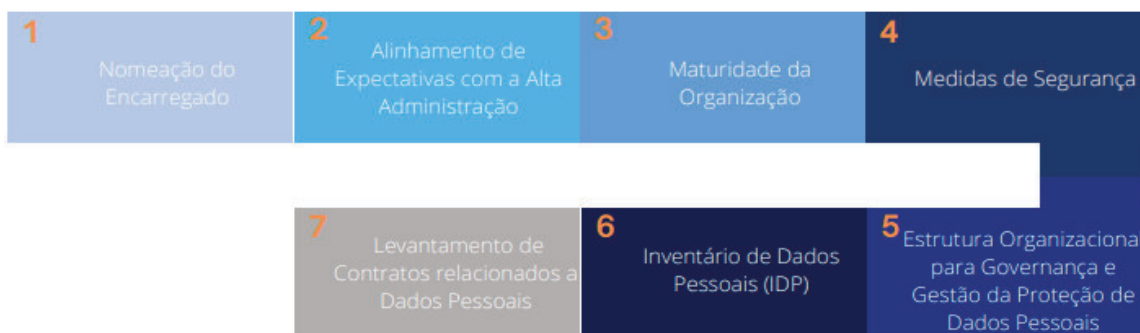 1
Nomeação do
Encarregado
2
Alinhamento de
Expectativas com a Alta
Administração
3
Maturidade da
Organização
4
Medidas de Segurança
5
Estrutura Organizaciona
para Governança e
Gestão da Proteção de
Dados Pessoais
6
Inventário de Dados
Pessoais (IDP)
7
Levantamento de
Contratos relacionados a
Dados Pessoais